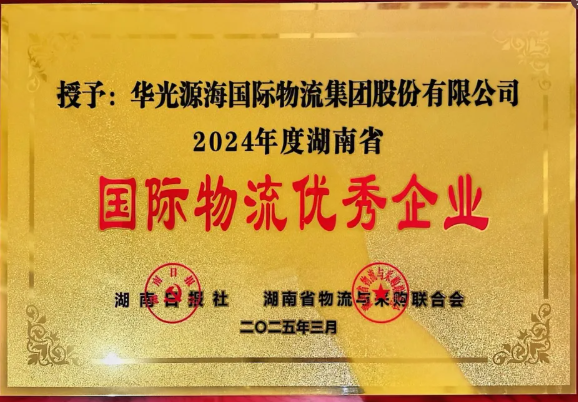 授予：华光源海国际物流集团股份有限公司
2024年度湖南省
国际物流优秀企业
湖南日报社 湖南省物流与采购联合会
二〇二五年三月